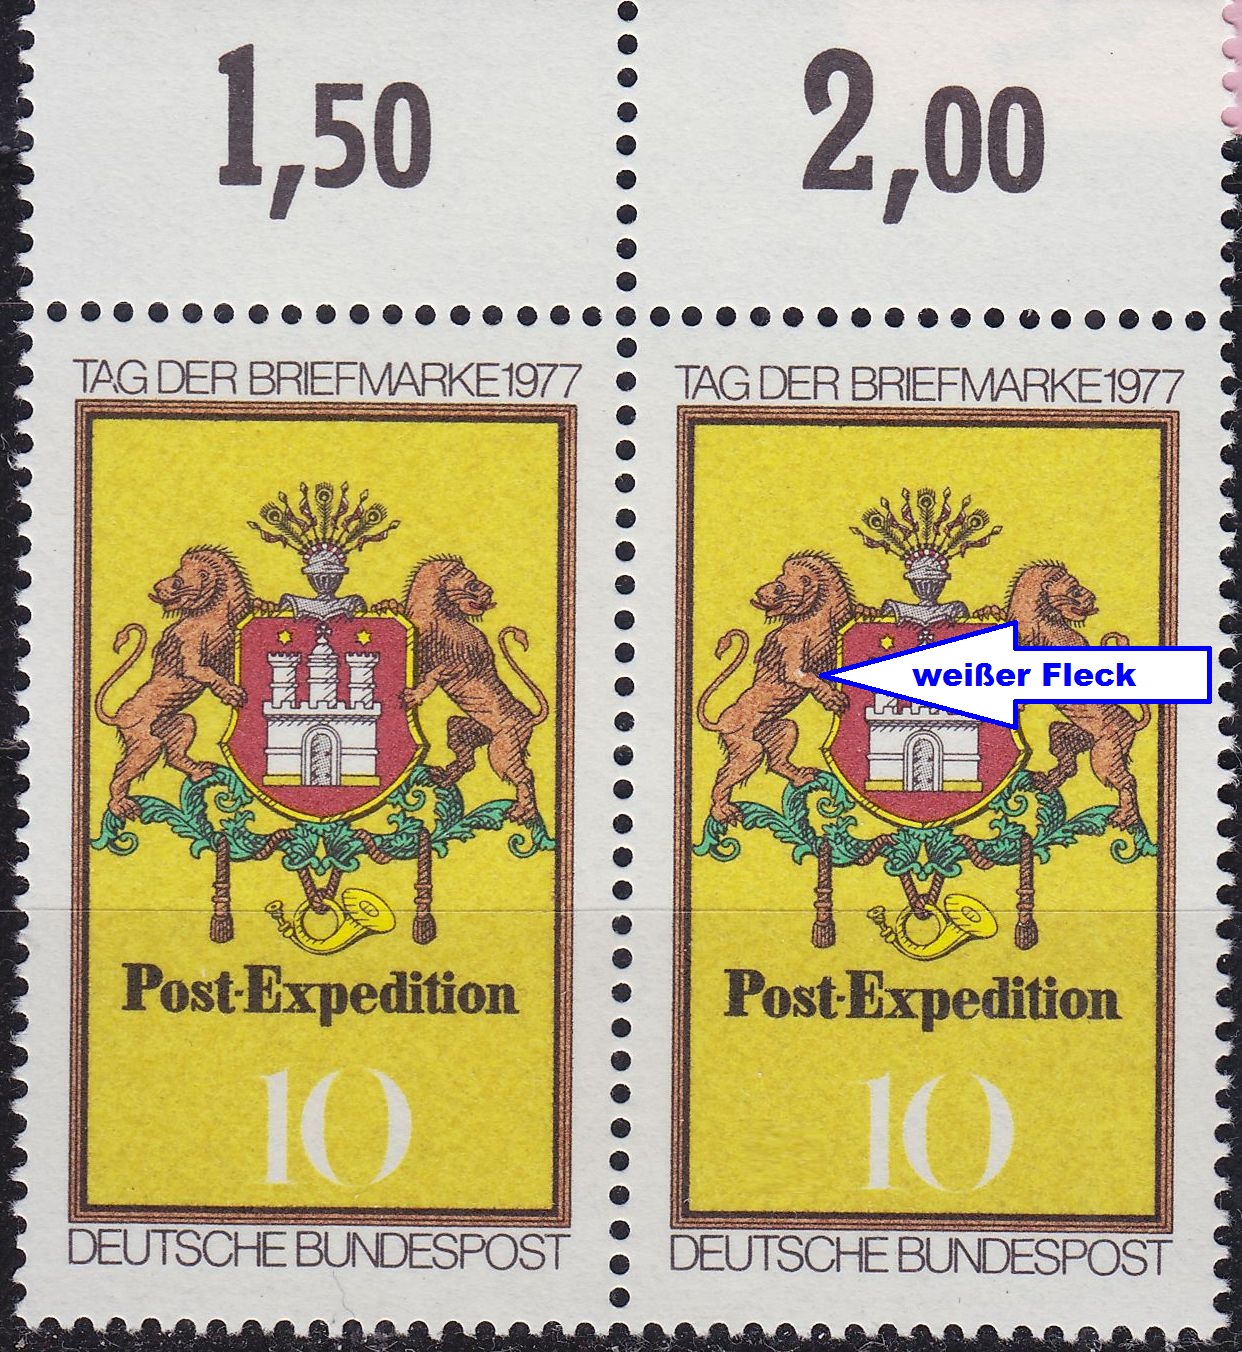 1,50
2,00
TAG DER BRIEFMARKE 1977
TAG DER BRIEFMARKE 1977
weißer Fleck
Post-Expedition
Post-Expedition
10
10
DEUTSCHE BUNDESPOST
DEUTSCHE BUNDESPOST